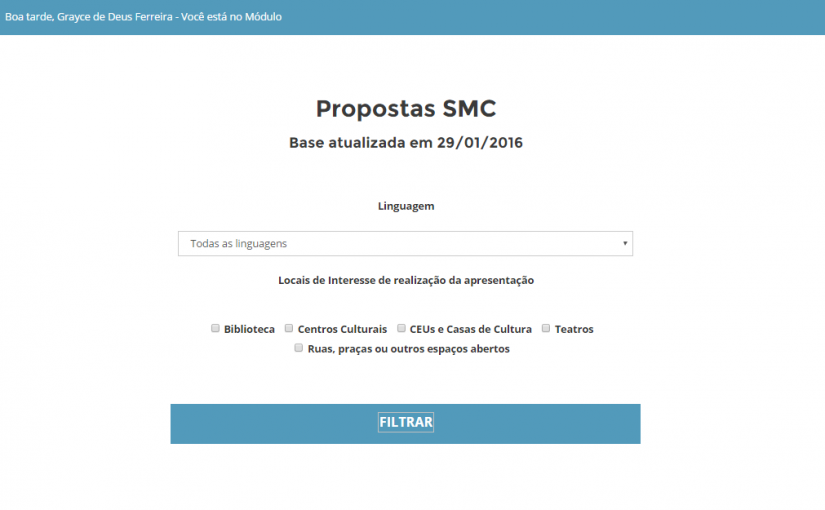 Boa tarde, Grayce de Deus Ferreira - Você está no Módulo
Propostas SMC
Base atualizada em 29/01/2016
Linguagem
Todas as linguagens
Locais de Interesse de realização da apresentação
Biblioteca Centros Culturais CEUs e Casas de Cultura Teatros
Ruas, praças ou outros espaços abertos
FILTRAR